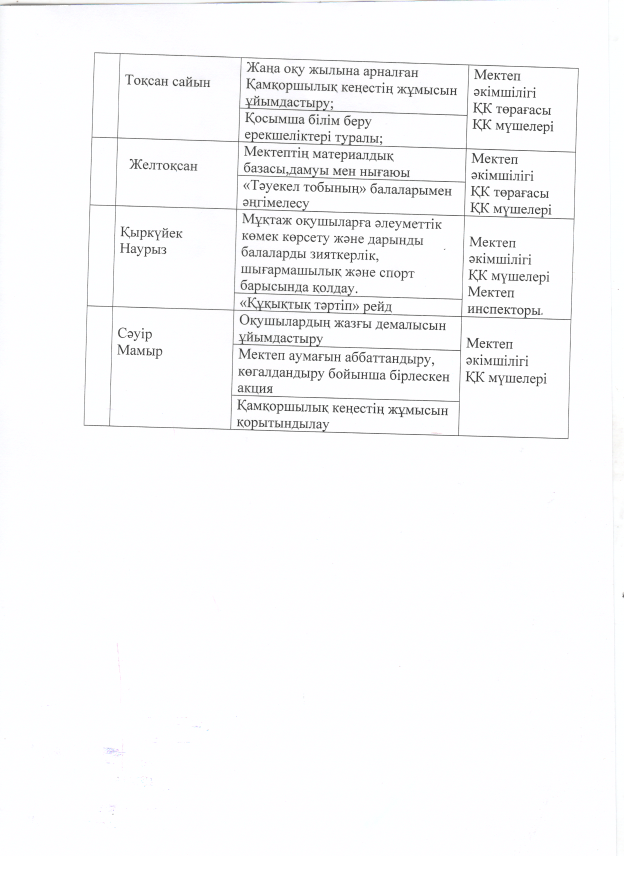 Тоқсан сайын
Жаңа оқу жылына арналған
Қамқоршылық кеңестің жұмысын
ұйымдастыру;
Қосымша білім беру
ерекшеліктері туралы;
Мектеп
әкімшілігі
ҚК төрағасы
ҚК мүшелері
Желтоқсан
Мектептің материалдық
базасы,дамуы мен нығаюы
«Тәуекел тобының» балаларымен
әңгімелесу
Мектеп
әкімшілігі
ҚК төрағасы
ҚК мүшелері
Қыркүйек
Наурыз
Мұқтаж оқушыларға әлеуметтік
көмек көрсету және дарынды
балаларды зияткерлік,
шығармашылық және спорт
барысында қолдау.
«Құқықтық тәртіп» рейд
Мектеп
әкімшілігі
ҚК мүшелері
Мектеп
инспекторы.
Сәуір
Мамыр
Оқушылардың жазғы демалысын
ұйымдастыру
Мектеп аумағын аббаттандыру,
көгалдандыру бойынша бірлескен
акция
Қамқоршылық кеңестің жұмысын
қорытындылау
Мектеп
әкімшілігі
ҚК мүшелері